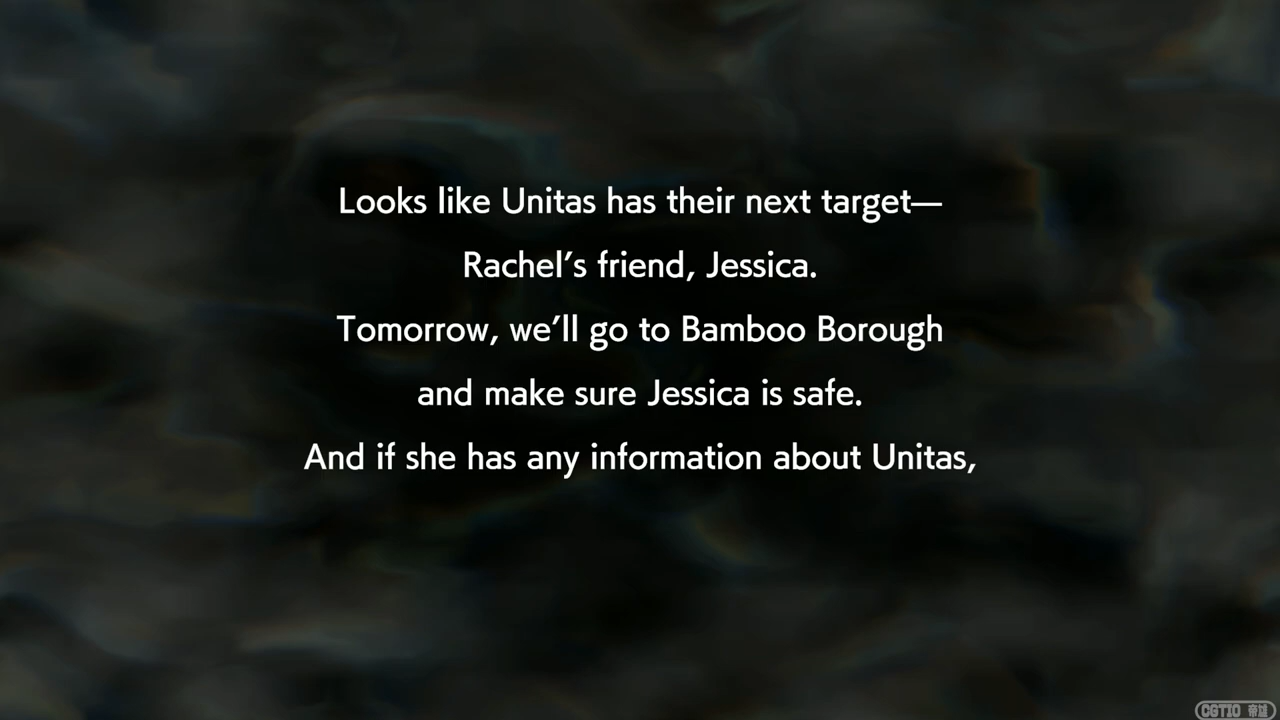 Looks like Unitas has their next target—
Rachel’s friend, Jessica.
Tomorrow, we’ll go to Bamboo Borough
and make sure Jessica is safe.
And if she has any information about Unitas,
CGTIO